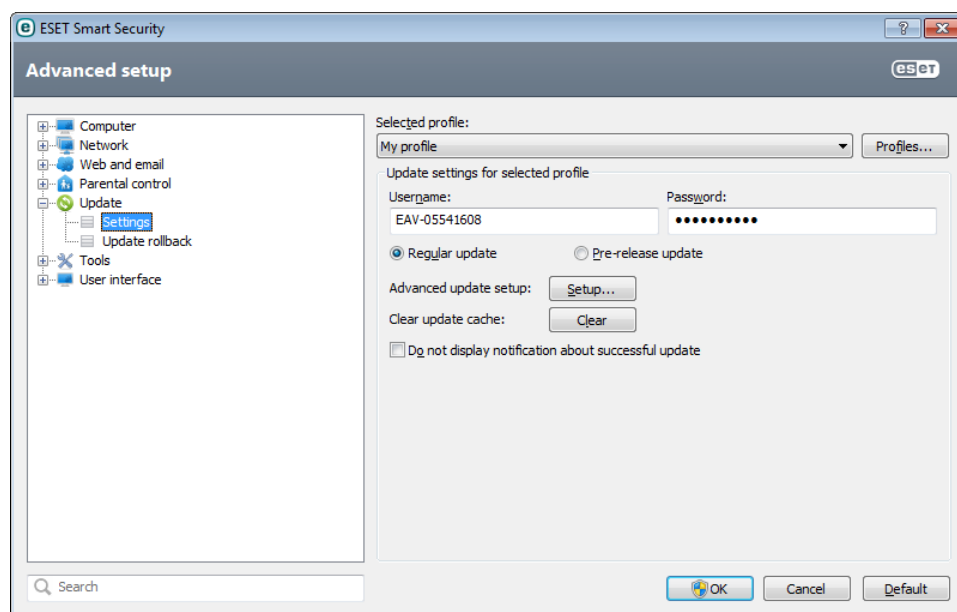 ESET Smart Security
Advanced setup
eset
Computer
Network
Web and email
Parental control
Update
Settings
Update rollback
Tools
User interface
Search
Selected profile:
My profile
Profiles...
Update settings for selected profile
Username: Password:
EAV-05541608 ••••••••••
Regular update Pre-release update
Advanced update setup: Setup...
Clear update cache: Clear
Do not display notification about successful update
OK Cancel Default